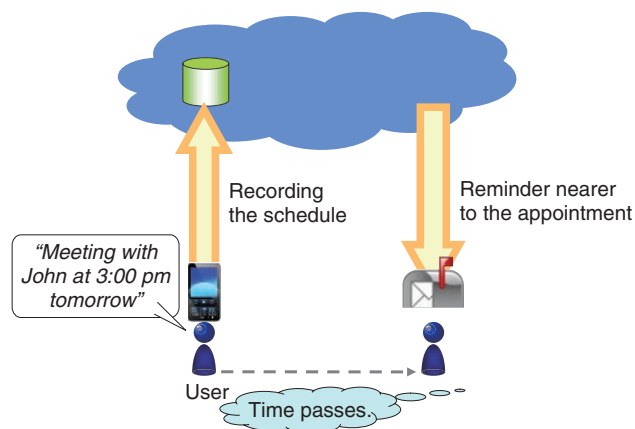 Recording
the schedule
Reminder nearer
to the appointment
“Meeting with
John at 3:00 pm
tomorrow”
User
Time passes.